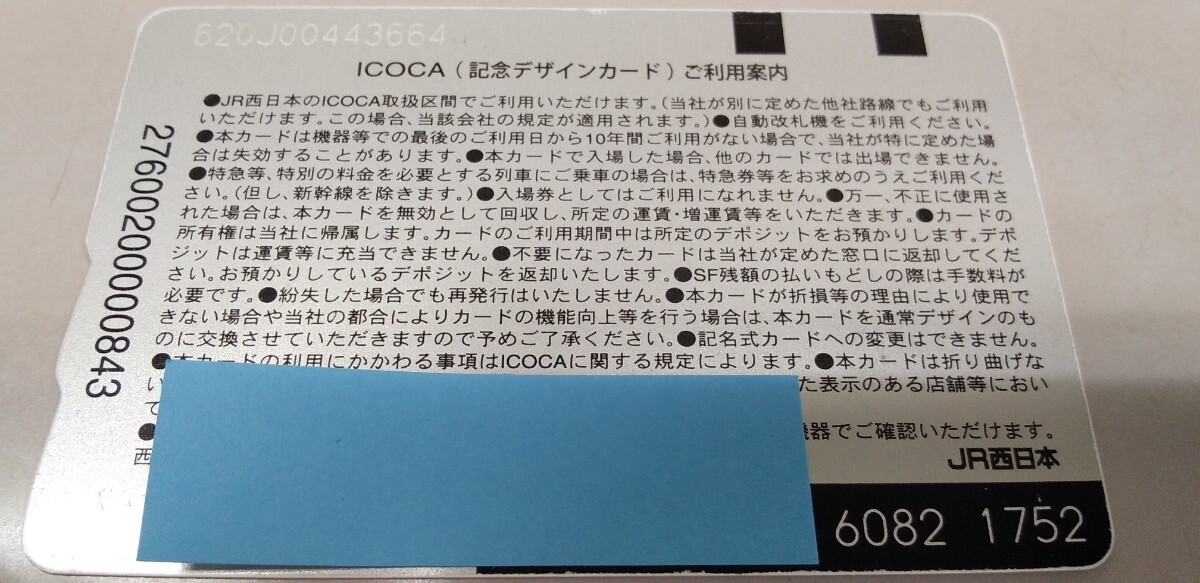 620J00443664
ICOCA（記念デザインカード）ご利用案内
●JR西日本のICOCA取扱区間でご利用いただけます。（当社が別に定めた他社路線でもご利用
いただけます。この場合、当該会社の規定が適用されます。）●自動改札機をご利用ください。
●本カードは機器等での最後のご利用日から10年間ご利用がない場合で、当社が特に定めた場
合は失効することがあります。●本カードで入場した場合、他のカードでは出場できません。
●特急等、特別の料金を必要とする列車にご乗車の場合は、特急券等をお求めのうえご利用くだ
さい。（但し、新幹線を除きます。）●入場券としてはご利用になれません。●万一、不正に使用さ
れた場合は、本カードを無効として回収し、所定の運賃・増運賃等をいただきます。●カードの
所有権は当社に帰属します。カードのご利用期間中は所定のデポジットをお預かりします。デポ
ジットは運賃等に充当できません。●不要になったカードは当社が定めた窓口に返却してくだ
さい。お預かりしているデポジットを返却いたします。●SF残額の払いもどしの際は手数料が
必要です。●紛失した場合でも再発行はいたしません。●本カードが折損等の理由により使用で
きない場合や当社の都合によりカードの機能向上等を行う場合は、本カードを通常デザインのも
のに交換させていただきますので予めご了承ください。●記名式カードへの変更はできません。
●本カードの利用にかかわる事項はICOCAに関する規定によります。●本カードは折り曲げな
い た表示のある店舗等におい
て
● 機器でご確認いただけます。
西
JR西日本
6082 1752
2760020000000843